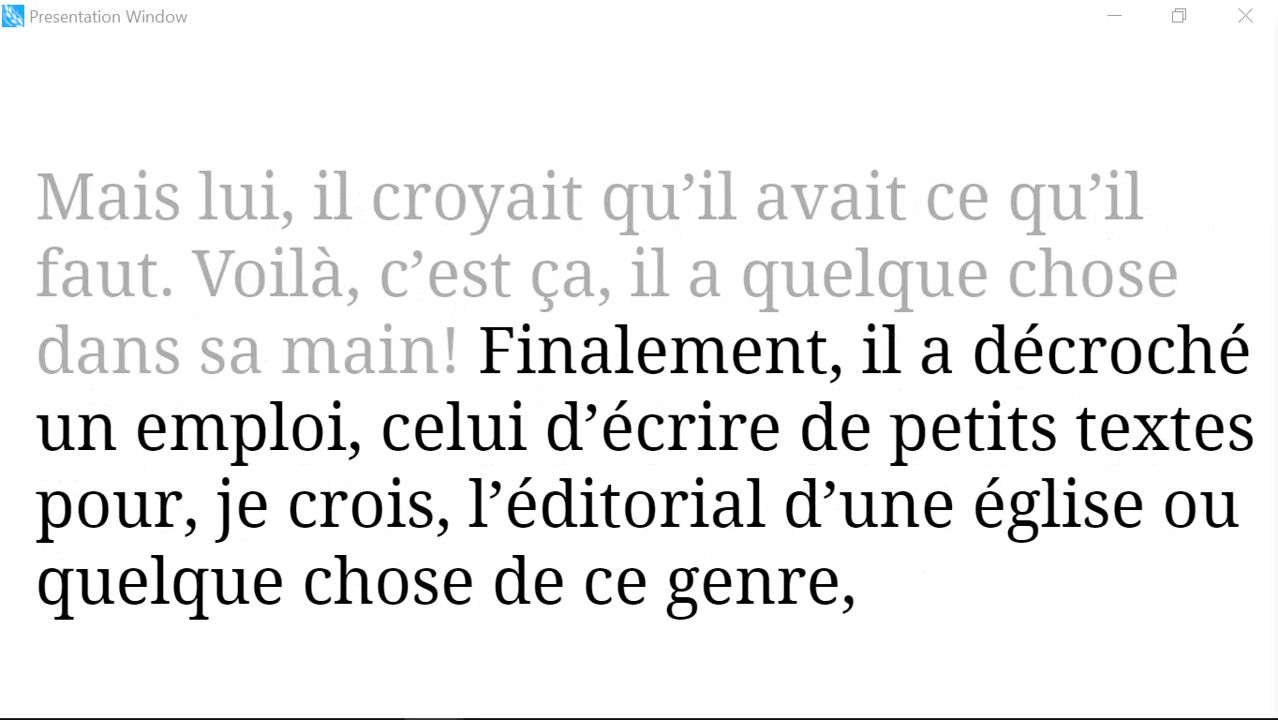 Presentation Window
Mais lui, il croyait qu’il avait ce qu’il
faut. Voilà, c’est ça, il a quelque chose
dans sa main! Finalement, il a décroché
un emploi, celui d’écrire de petits textes
pour, je crois, l’éditorial d’une église ou
quelque chose de ce genre,